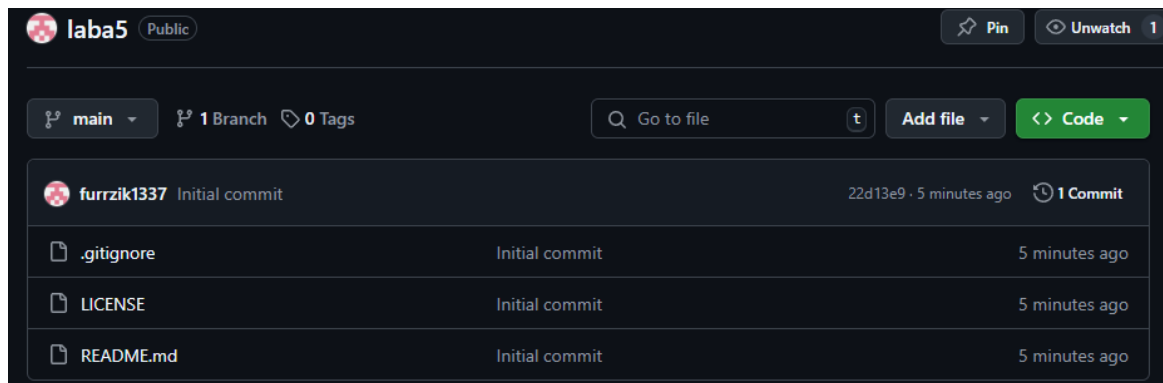 laba5 Public Pin Unwatch 1
main 1 Branch 0 Tags Go to file t Add file Code
furrzik1337 Initial commit 22d13e9 · 5 minutes ago 1 Commit
.gitignore Initial commit 5 minutes ago
LICENSE Initial commit 5 minutes ago
README.md Initial commit 5 minutes ago